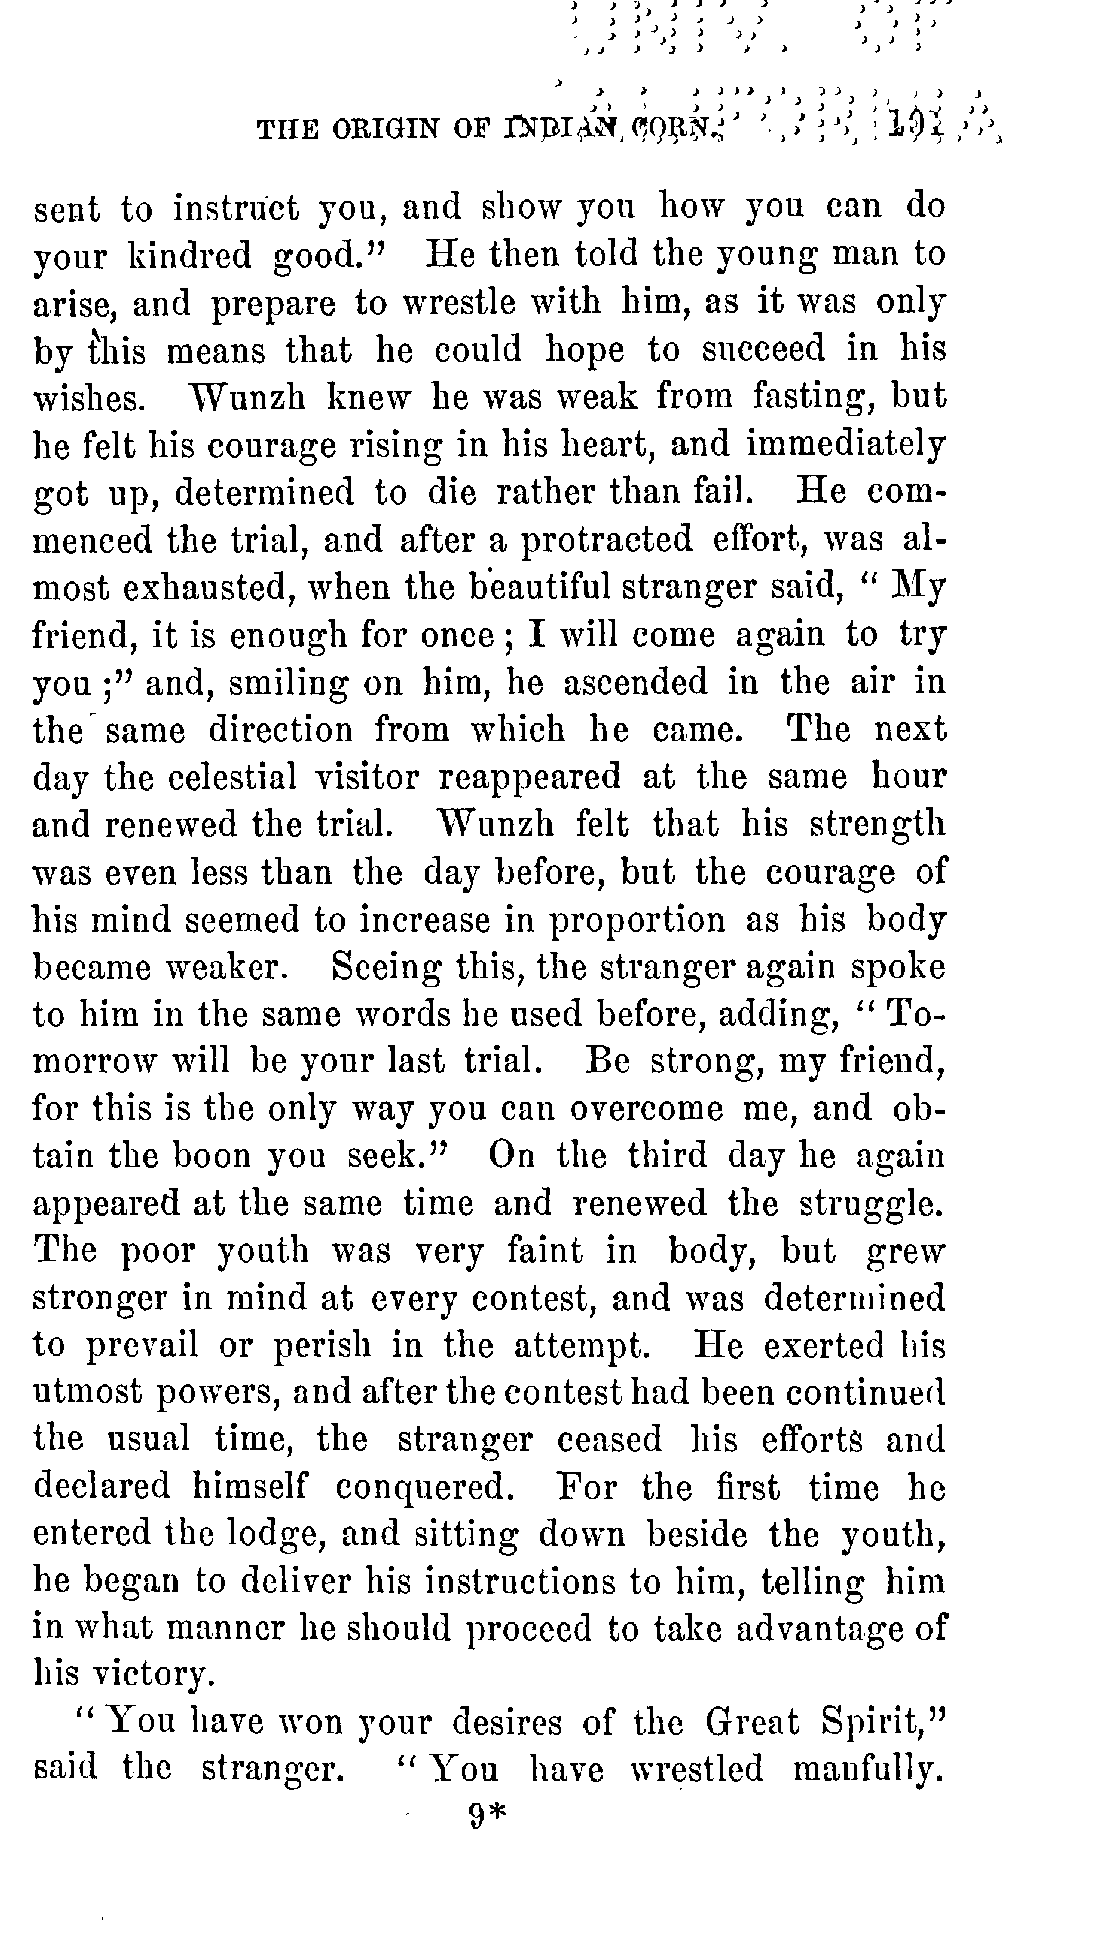 UNIV. OF
CALIFORNIA
THE ORIGIN OF INDIAN CORN. 101
sent to instruct you, and show you how you can do
your kindred good.” He then told the young man to
arise, and prepare to wrestle with him, as it was only
by this means that he could hope to succeed in his
wishes. Wunzh knew he was weak from fasting, but
he felt his courage rising in his heart, and immediately
got up, determined to die rather than fail. He com-
menced the trial, and after a protracted effort, was al-
most exhausted, when the beautiful stranger said, “ My
friend, it is enough for once ; I will come again to try
you ;” and, smiling on him, he ascended in the air in
the same direction from which he came. The next
day the celestial visitor reappeared at the same hour
and renewed the trial. Wunzh felt that his strength
was even less than the day before, but the courage of
his mind seemed to increase in proportion as his body
became weaker. Seeing this, the stranger again spoke
to him in the same words he used before, adding, “ To-
morrow will be your last trial. Be strong, my friend,
for this is the only way you can overcome me, and ob-
tain the boon you seek.” On the third day he again
appeared at the same time and renewed the struggle.
The poor youth was very faint in body, but grew
stronger in mind at every contest, and was determined
to prevail or perish in the attempt. He exerted his
utmost powers, and after the contest had been continued
the usual time, the stranger ceased his efforts and
declared himself conquered. For the first time he
entered the lodge, and sitting down beside the youth,
he began to deliver his instructions to him, telling him
in what manner he should proceed to take advantage of
his victory.
“ You have won your desires of the Great Spirit,”
said the stranger. “ You have wrestled manfully.
9*